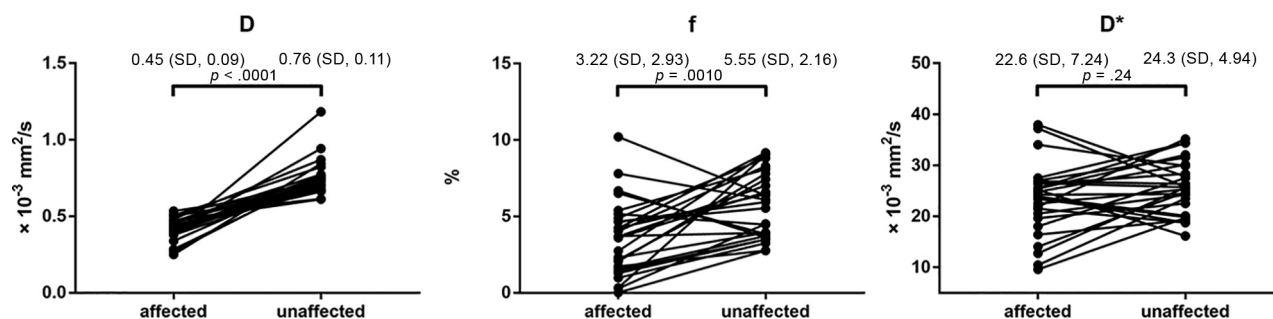 D
0.45 (SD, 0.09) 0.76 (SD, 0.11)
p < .0001
1.5
1.0
0.5
0.0
× 10⁻³ mm²/s
affected unaffected
f
3.22 (SD, 2.93) 5.55 (SD, 2.16)
p = .0010
15
10
5
0
%
affected unaffected
D*
22.6 (SD, 7.24) 24.3 (SD, 4.94)
p = .24
50
40
30
20
10
× 10⁻³ mm²/s
affected unaffected